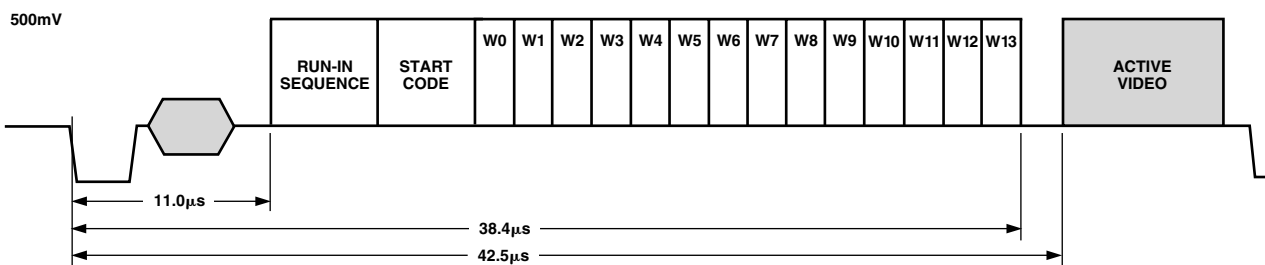 500mV
RUN-IN
SEQUENCE
START
CODE
W0 W1 W2 W3 W4 W5 W6 W7 W8 W9 W10 W11 W12 W13
ACTIVE
VIDEO
11.0µs
38.4µs
42.5µs